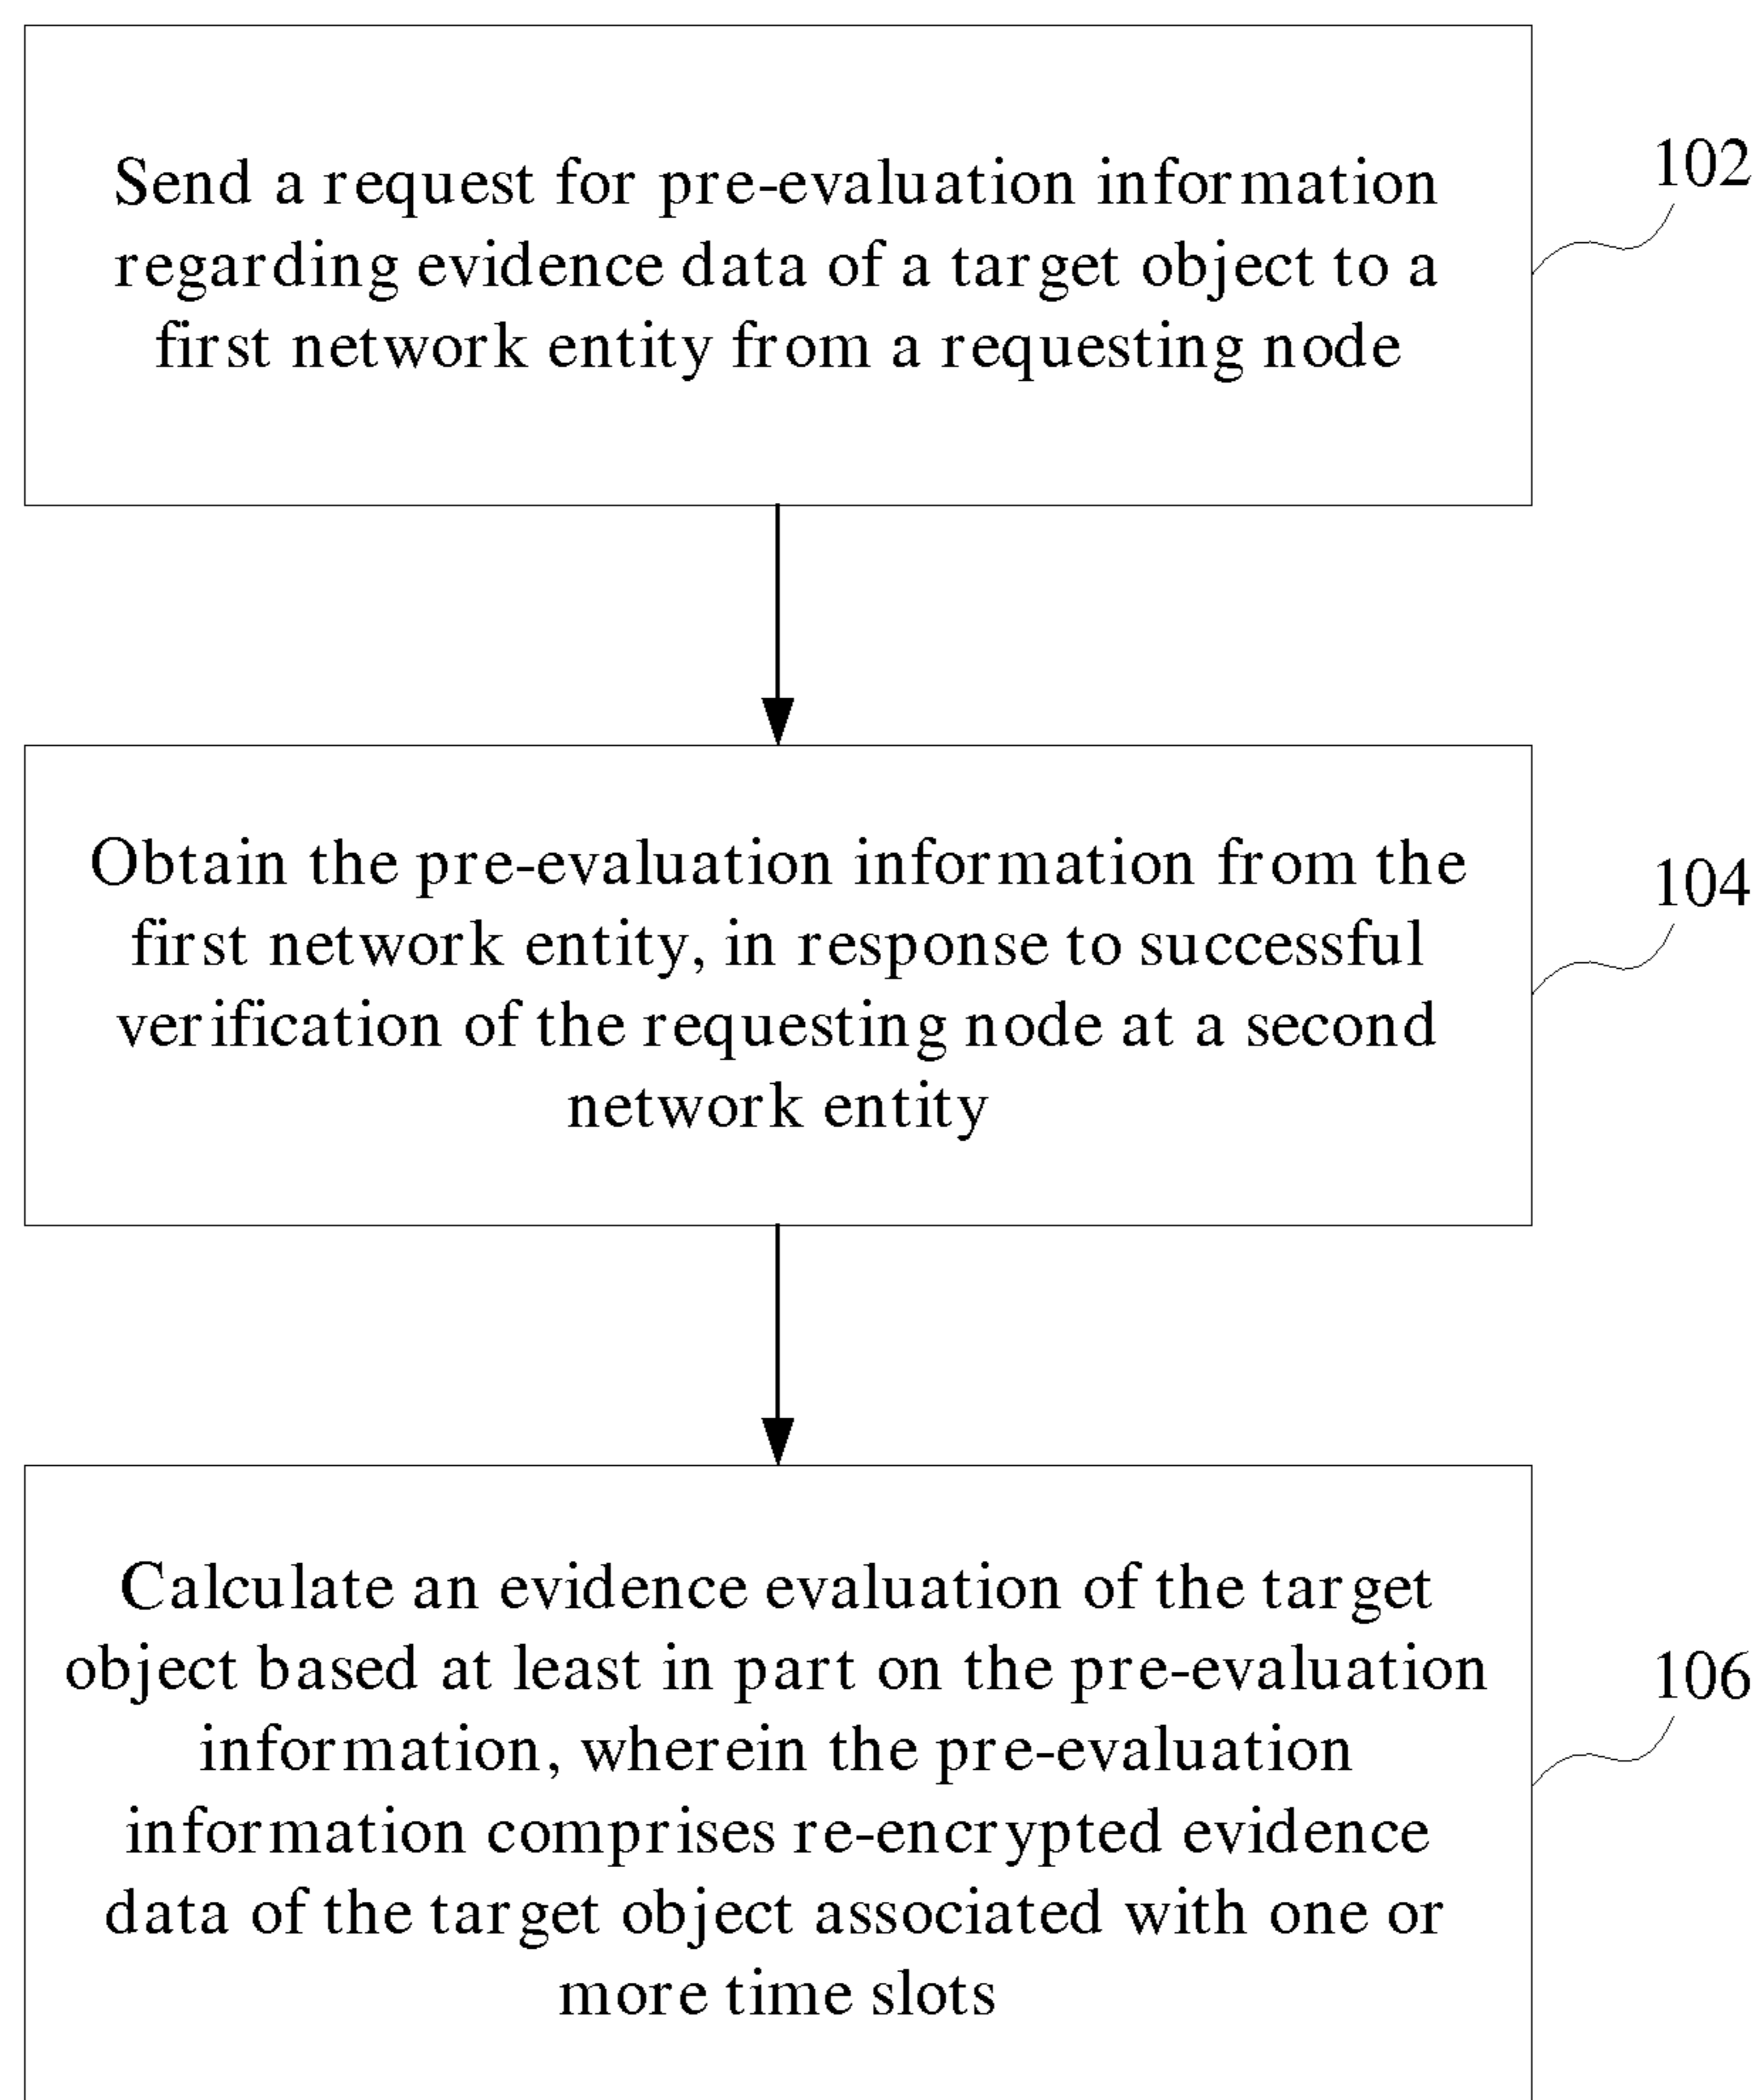 Send a request for pre-evaluation information
regarding evidence data of a target object to a
first network entity from a requesting node
102
Obtain the pre-evaluation information from the
first network entity, in response to successful
verification of the requesting node at a second
network entity
104
Calculate an evidence evaluation of the target
object based at least in part on the pre-evaluation
information, wherein the pre-evaluation
information comprises re-encrypted evidence
data of the target object associated with one or
more time slots
106